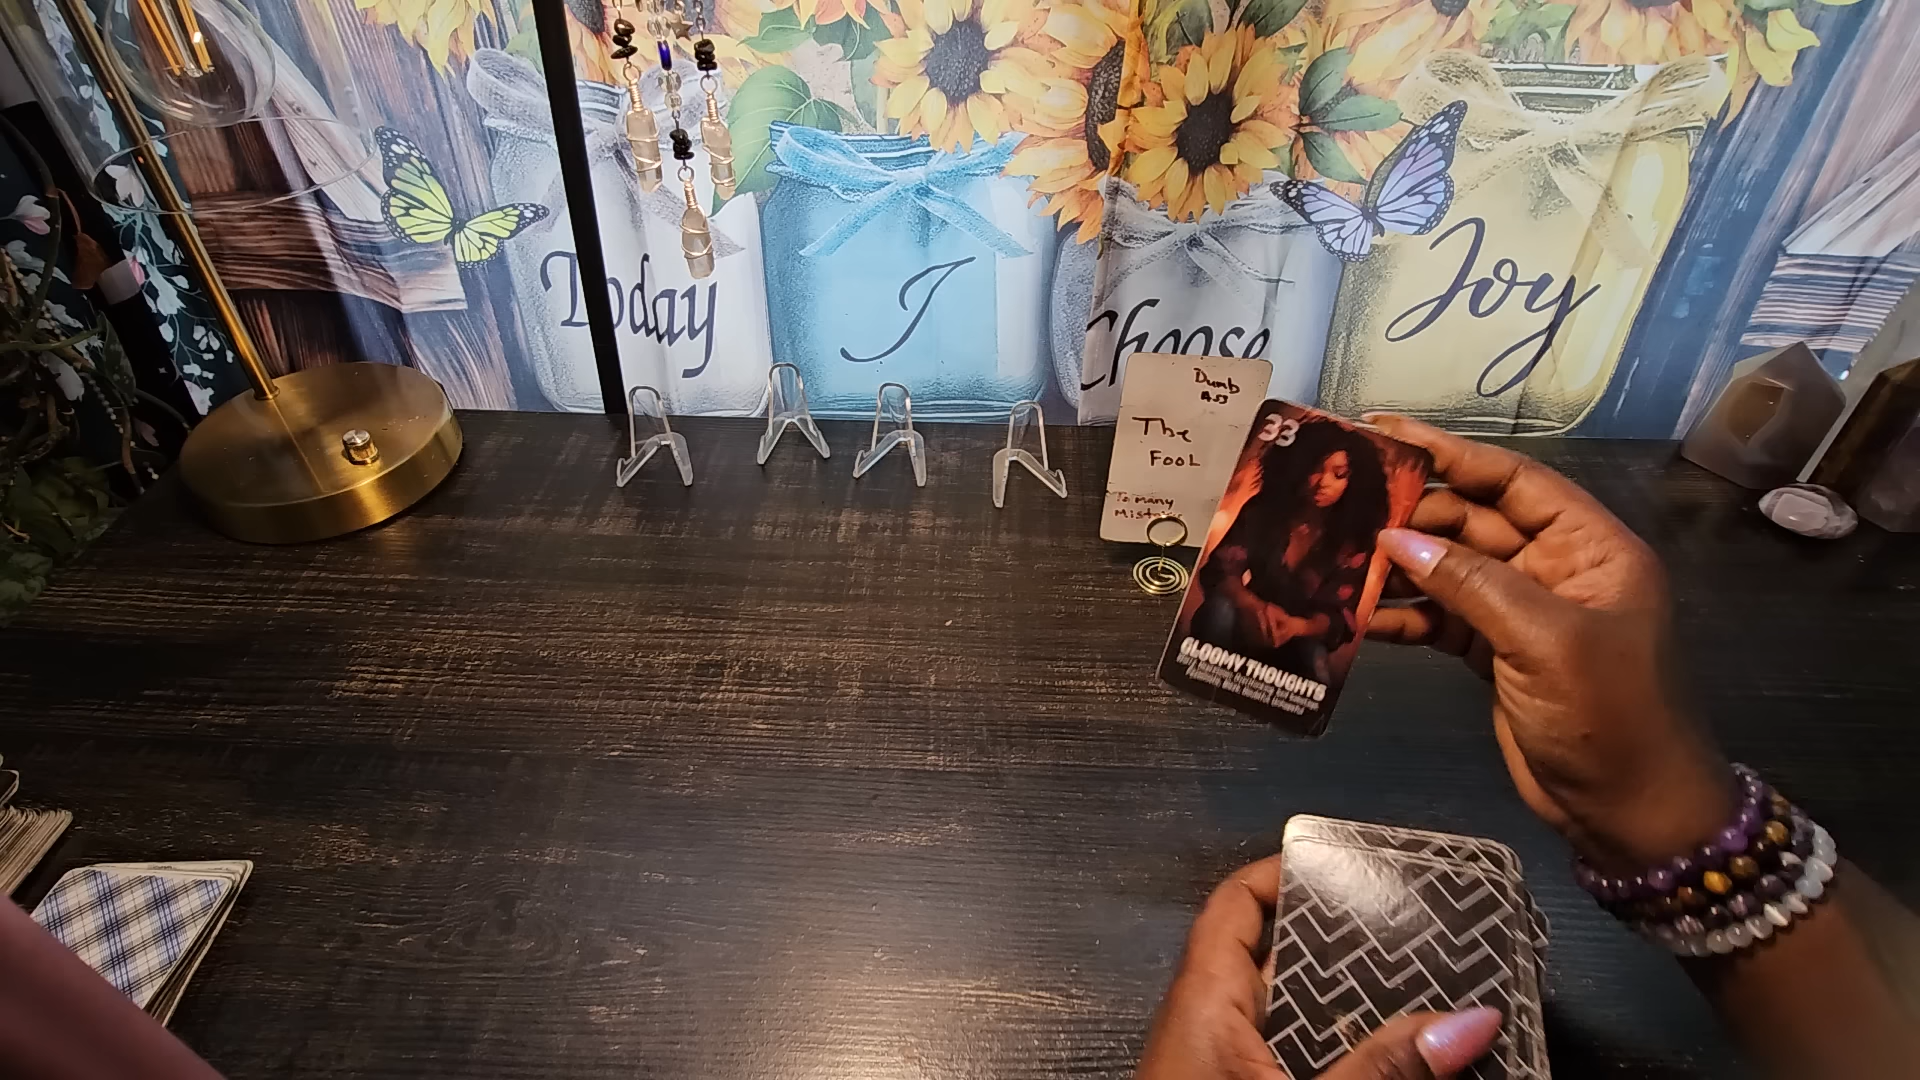 Today
I
Choose
Joy
Dumb
Ass
The
FooL
To many
33
GLOOMY THOUGHTS